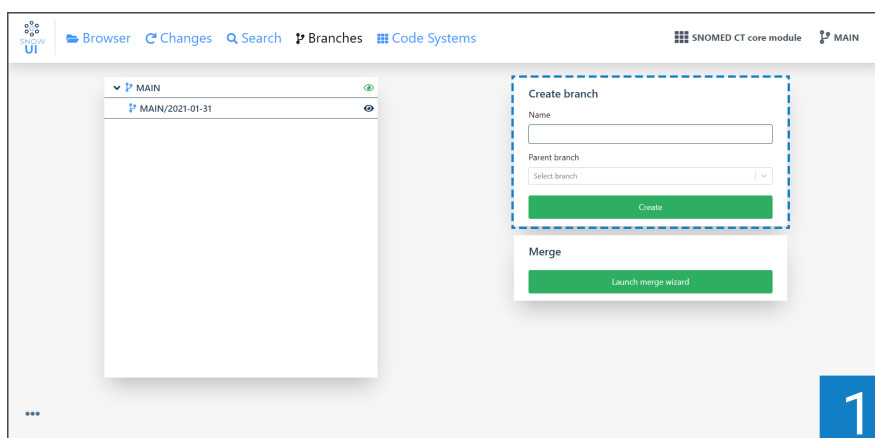 SNOW
UI
Browser Changes Search Branches Code Systems
SNOMED CT core module MAIN
MAIN
MAIN/2021-01-31
Create branch
Name
Parent branch
Select branch
Create
Merge
Launch merge wizard
1